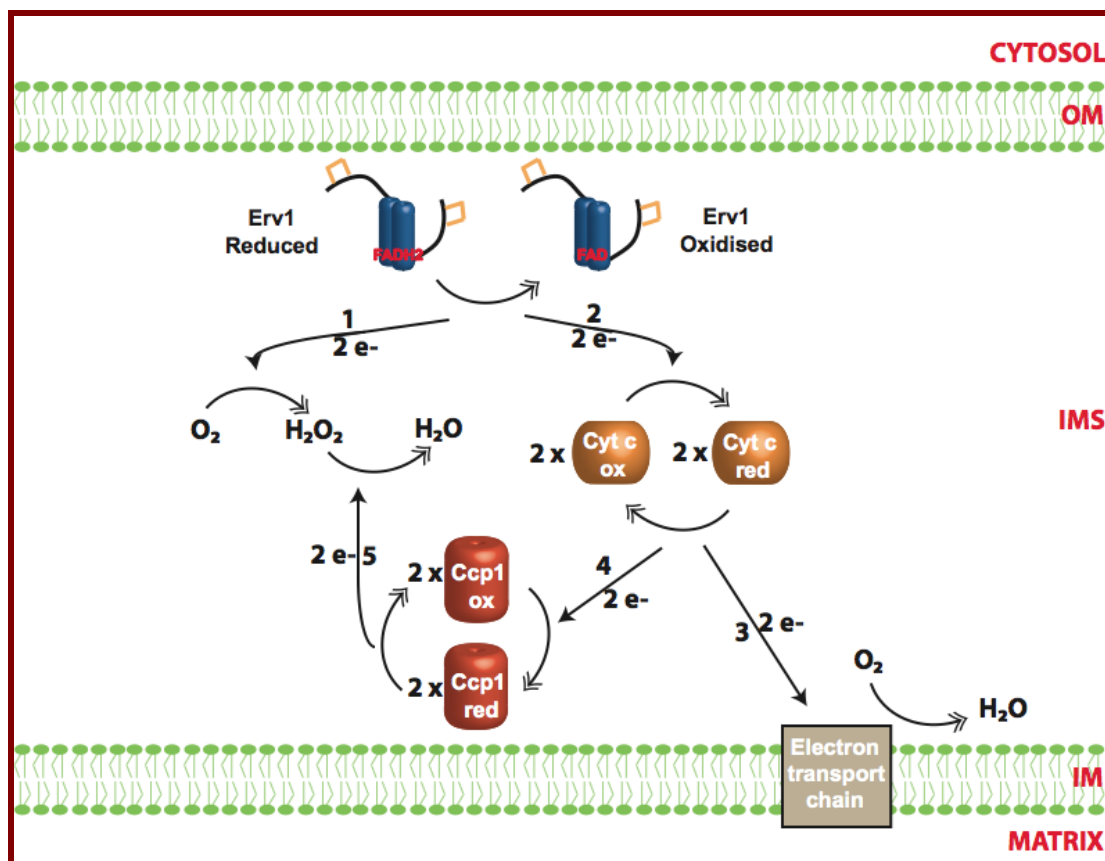 CYTOSOL
OM
Erv1
Reduced
FADH2
FAD
Erv1
Oxidised
1
2 e-
2
2 e-
O₂
H₂O₂
H₂O
IMS
2 x
Cyt c
ox
2 x
Cyt c
red
2 e-
5
2 x
Ccp1
ox
4
2 e-
3
2 e-
2 x
Ccp1
red
O₂
H₂O
Electron
transport
chain
IM
MATRIX